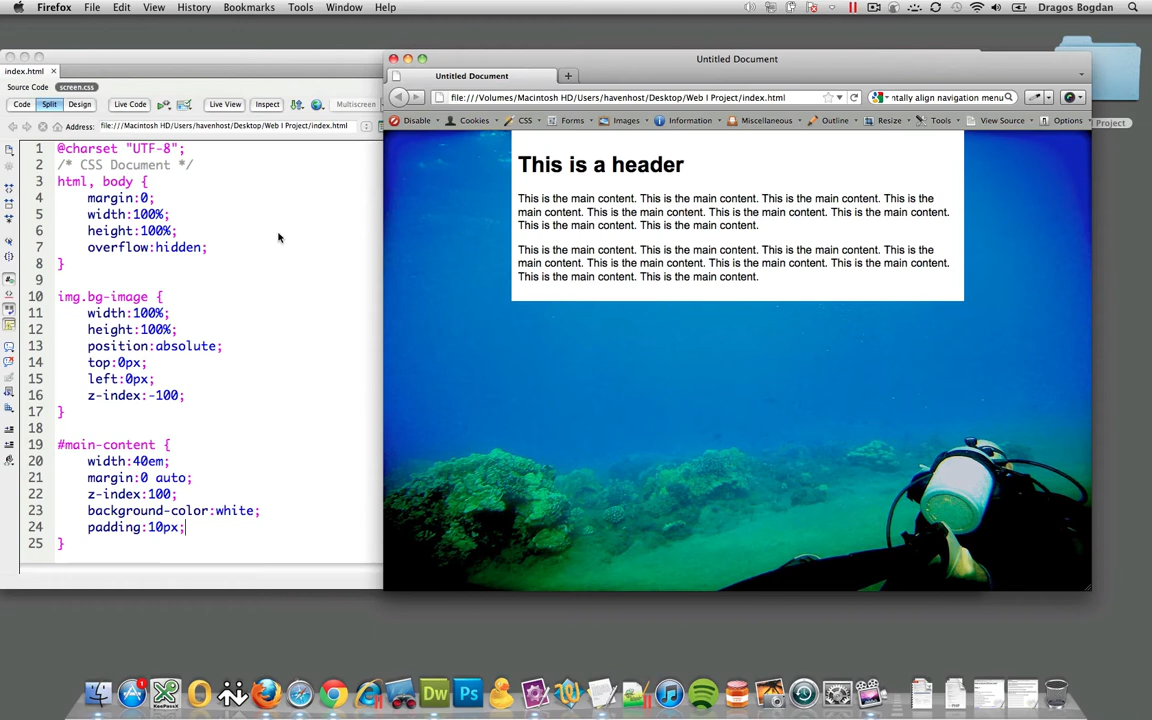 Firefox File Edit View History Bookmarks Tools Window Help Dragos Bogdan
index.html
Source Code screen.css
Code Split Design Live Code Live View Inspect Multiscreen
Address: file:///Macintosh HD/Users/havenhost/Desktop/Web I Project/index.html
1 @charset "UTF-8";
2 /* CSS Document */
3 html, body {
4 margin:0;
5 width:100%;
6 height:100%;
7 overflow:hidden;
8 }
9
10 img.bg-image {
11 width:100%;
12 height:100%;
13 position:absolute;
14 top:0px;
15 left:0px;
16 z-index:-100;
17 }
18
19 #main-content {
20 width:40em;
21 margin:0 auto;
22 z-index:100;
23 background-color:white;
24 padding:10px;
25 }
Untitled Document
Untitled Document
file:///Volumes/Macintosh HD/Users/havenhost/Desktop/Web I Project/index.html ntally align navigation menu
Disable Cookies CSS Forms Images Information Miscellaneous Outline Resize Tools View Source Options
This is a header
This is the main content. This is the main content. This is the main content. This is the
main content. This is the main content. This is the main content. This is the main content.
This is the main content. This is the main content.
This is the main content. This is the main content. This is the main content. This is the
main content. This is the main content. This is the main content. This is the main content.
This is the main content. This is the main content.
Project
1
Dw Ps